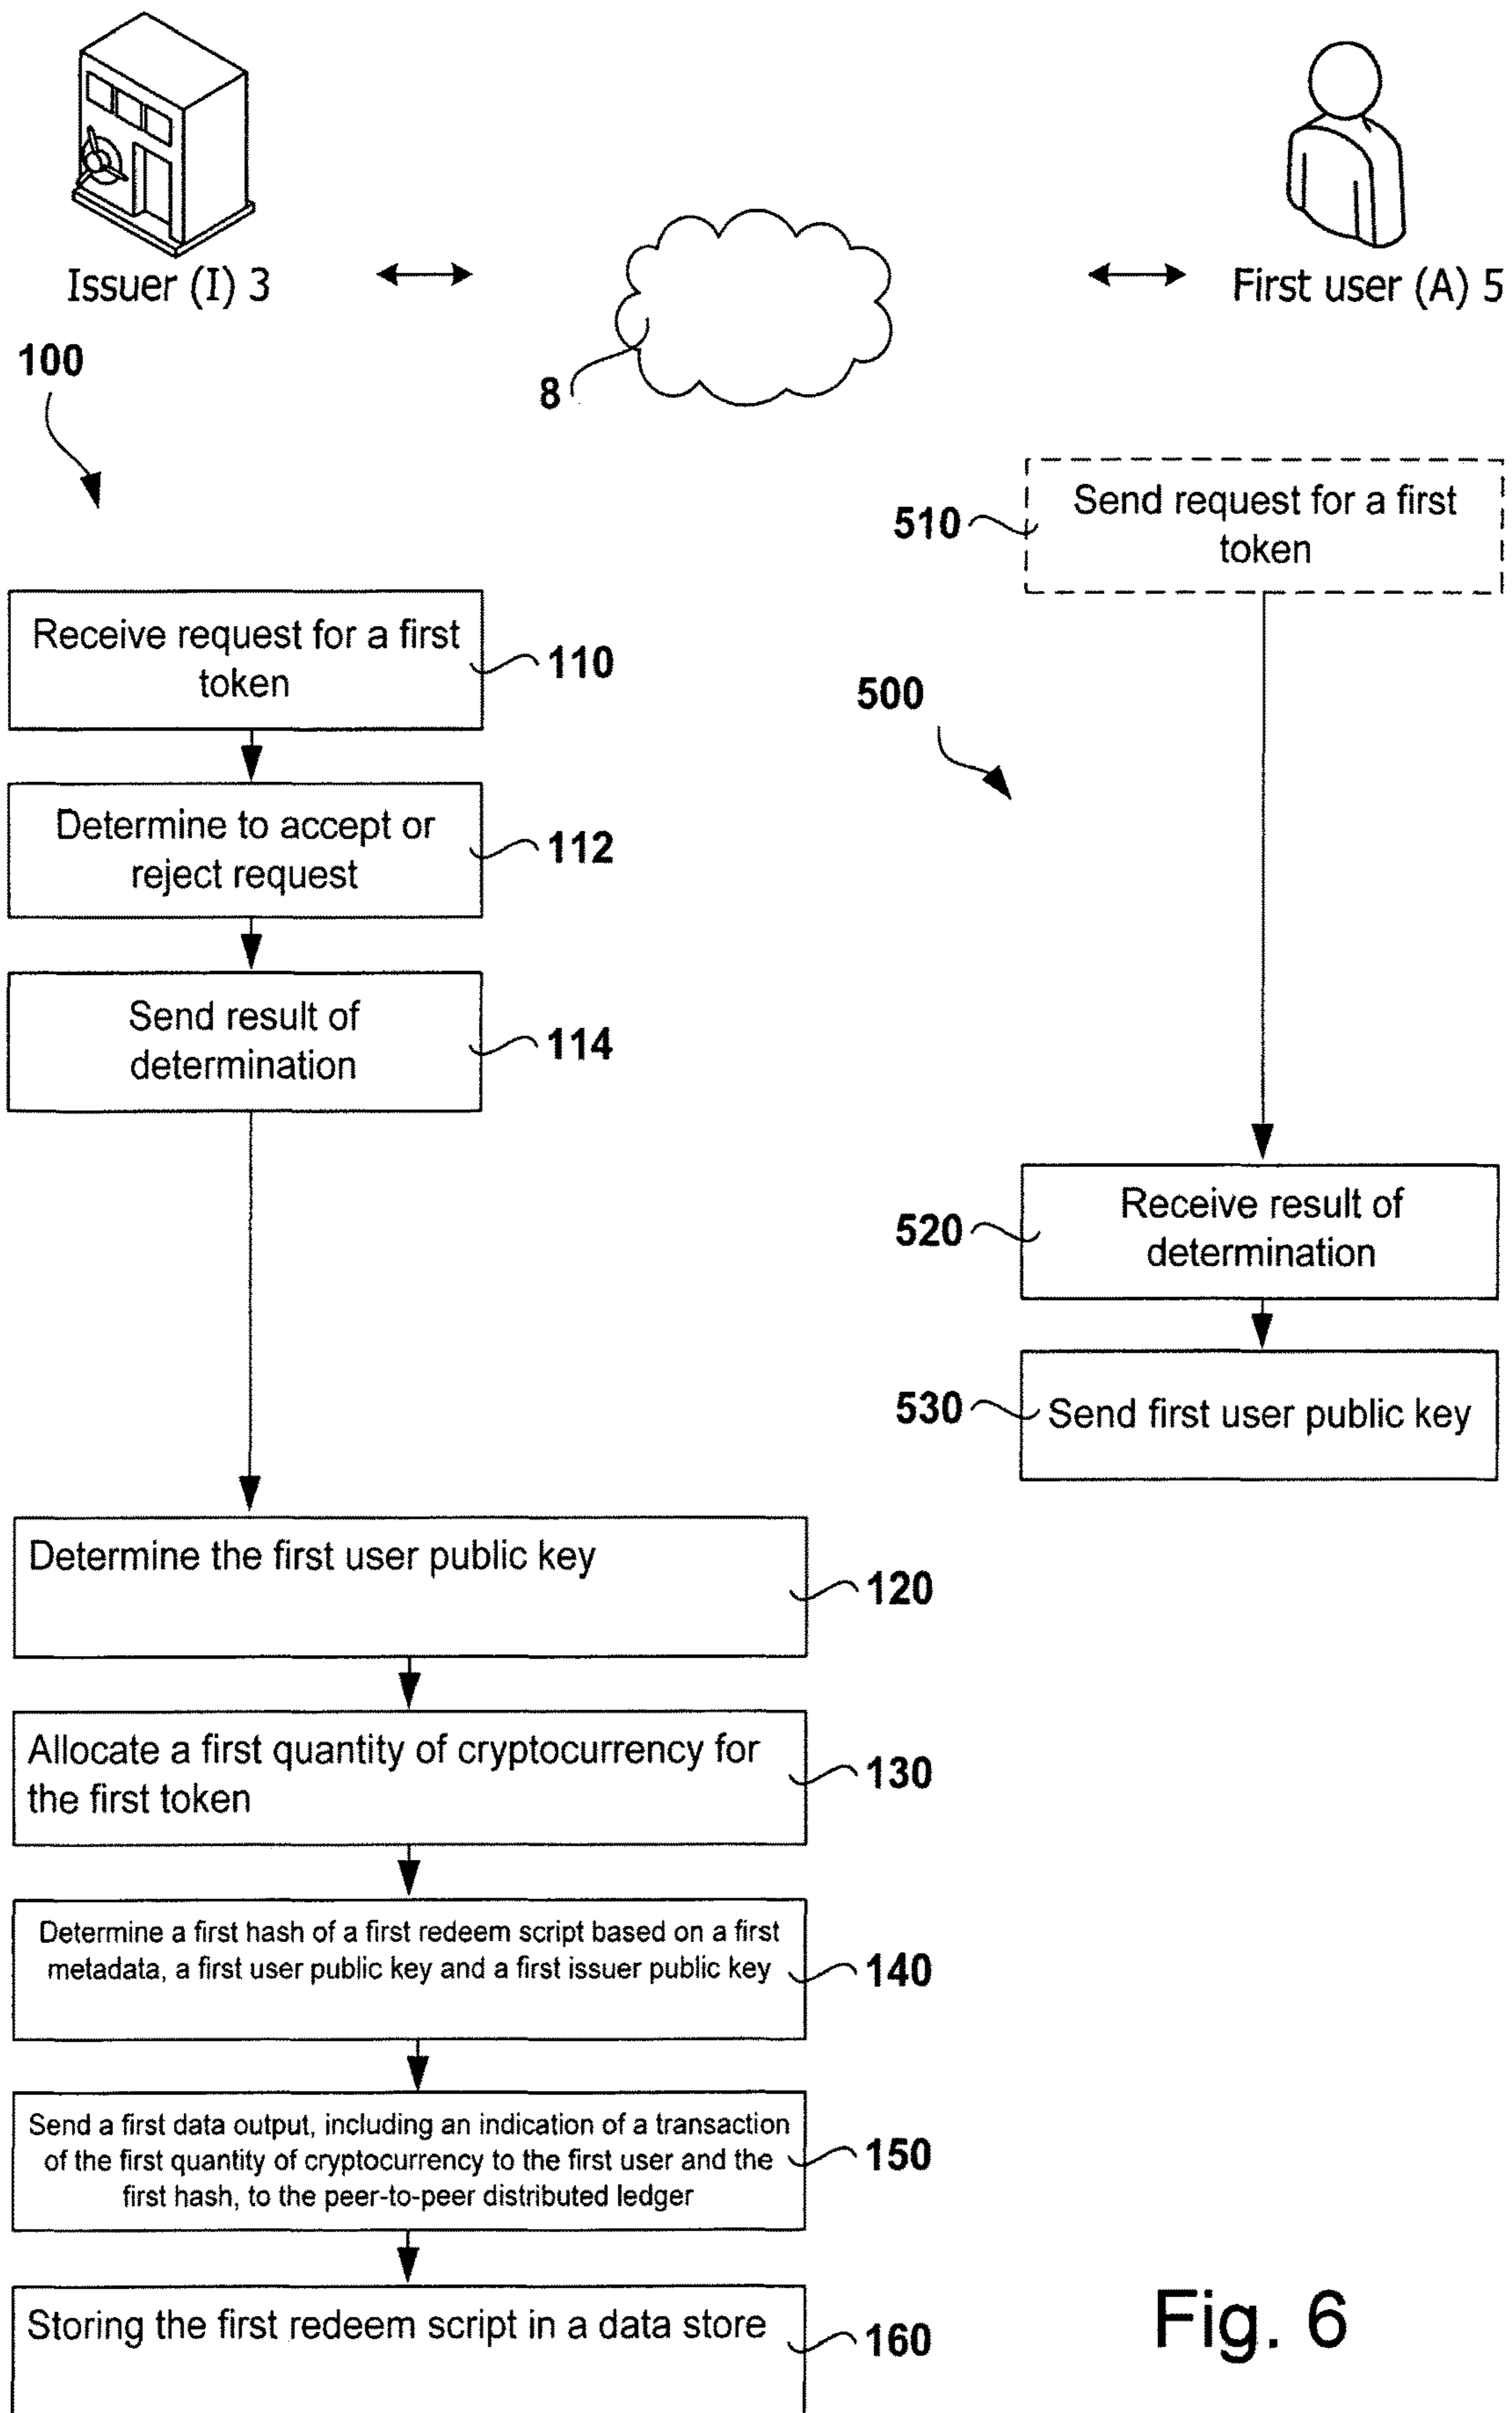 Issuer (I) 3
First user (A) 5
100
8
510
Send request for a first
token
Receive request for a first
token
110
500
Determine to accept or
reject request
112
Send result of
determination
114
520
Receive result of
determination
530
Send first user public key
Determine the first user public key
120
Allocate a first quantity of cryptocurrency for
the first token
130
Determine a first hash of a first redeem script based on a first
metadata, a first user public key and a first issuer public key
140
Send a first data output, including an indication of a transaction
of the first quantity of cryptocurrency to the first user and the
first hash, to the peer-to-peer distributed ledger
150
Storing the first redeem script in a data store
160
Fig. 6